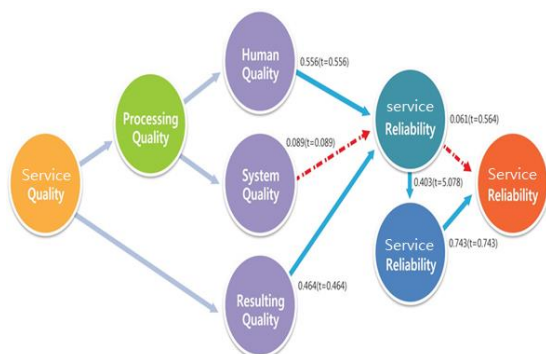 Human
Quality
0.556(t=0.556)
service
Reliability
0.061(t=0.564)
Processing
Quality
0.089(t=0.089)
System
Quality
Service
Quality
0.403(t=5.078)
Service
Reliability
Service
Reliability
0.743(t=0.743)
0.464(t=0.464)
Resulting
Quality